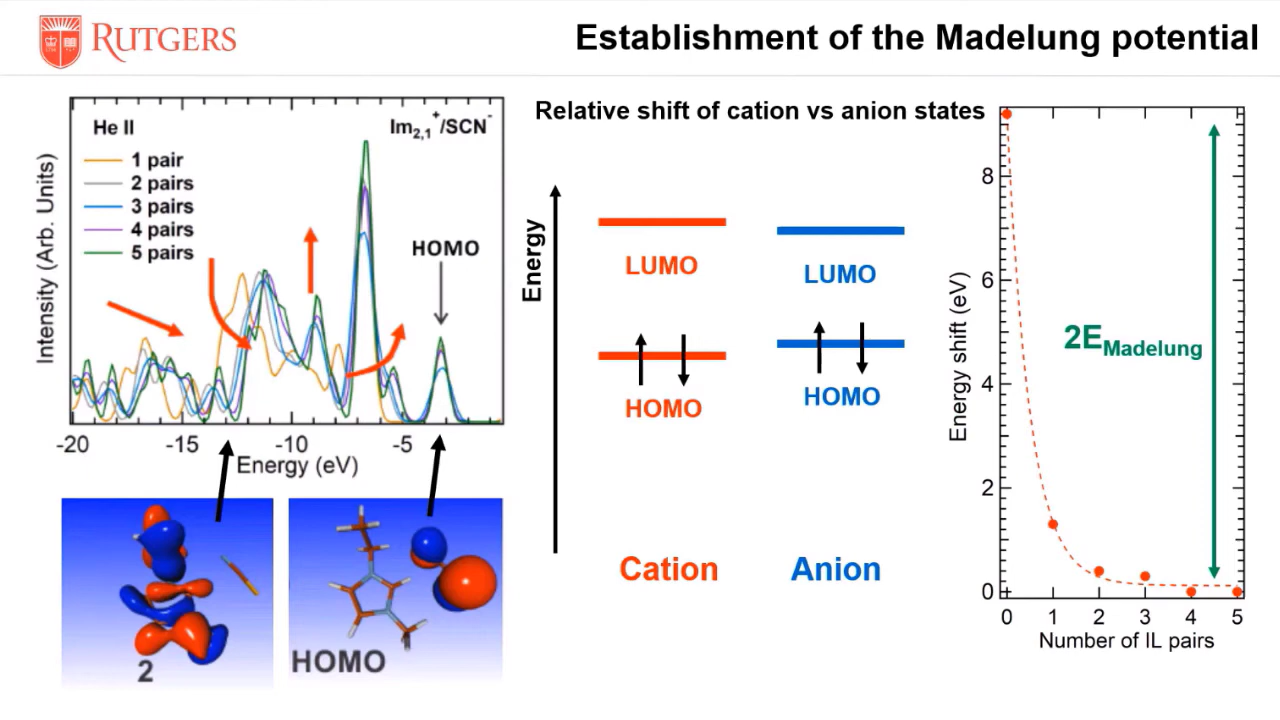 RUTGERS
Establishment of the Madelung potential
He II
Im2,1+/SCN-
1 pair
2 pairs
3 pairs
4 pairs
5 pairs
HOMO
Intensity (Arb. Units)
-20 -15 -10 -5
Energy (eV)
2
HOMO
Relative shift of cation vs anion states
Energy
LUMO
LUMO
HOMO
HOMO
Cation
Anion
Energy shift (eV)
8
6
4
2
0
2EMadelung
0 1 2 3 4 5
Number of IL pairs